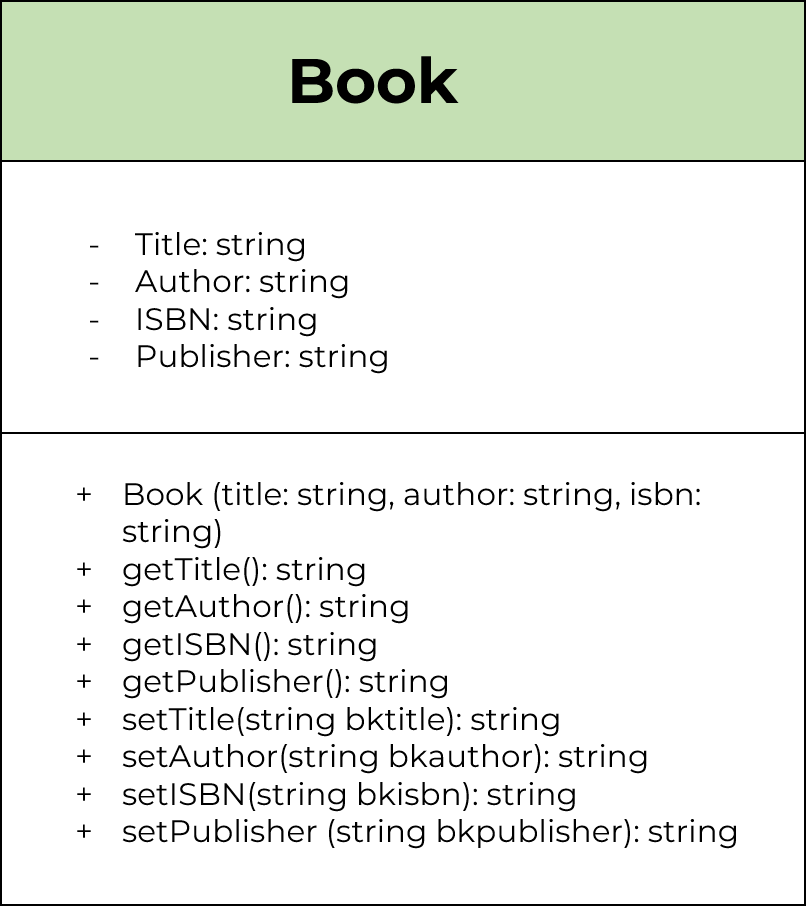 Book
- Title: string
- Author: string
- ISBN: string
- Publisher: string
+ Book (title: string, author: string, isbn:
string)
+ getTitle(): string
+ getAuthor(): string
+ getISBN(): string
+ getPublisher(): string
+ setTitle(string bktitle): string
+ setAuthor(string bkauthor): string
+ setISBN(string bkisbn): string
+ setPublisher (string bkpublisher): string